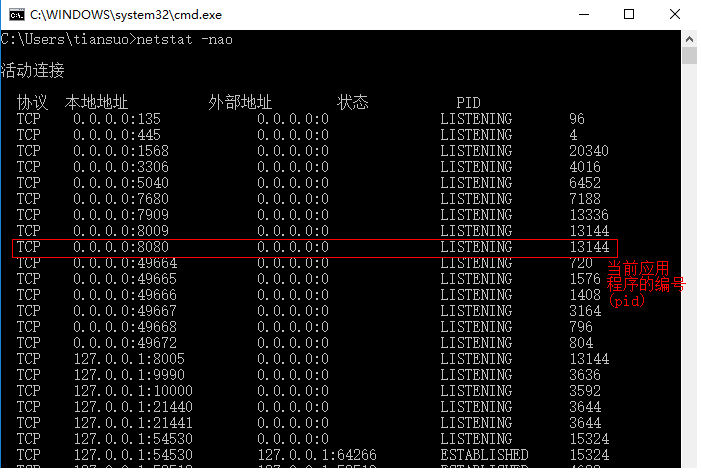 C:\WINDOWS\system32\cmd.exe
C:\Users\tiansuo>netstat -nao
活动连接
协议 本地地址 外部地址 状态 PID
TCP 0.0.0.0:135 0.0.0.0:0 LISTENING 96
TCP 0.0.0.0:445 0.0.0.0:0 LISTENING 4
TCP 0.0.0.0:1568 0.0.0.0:0 LISTENING 20340
TCP 0.0.0.0:3306 0.0.0.0:0 LISTENING 4016
TCP 0.0.0.0:5040 0.0.0.0:0 LISTENING 6452
TCP 0.0.0.0:7680 0.0.0.0:0 LISTENING 7188
TCP 0.0.0.0:7909 0.0.0.0:0 LISTENING 13336
TCP 0.0.0.0:8009 0.0.0.0:0 LISTENING 13144
TCP 0.0.0.0:8080 0.0.0.0:0 LISTENING 13144
TCP 0.0.0.0:49664 0.0.0.0:0 LISTENING 720
当前应用
TCP 0.0.0.0:49665 0.0.0.0:0 LISTENING 1576
程序的编号
TCP 0.0.0.0:49666 0.0.0.0:0 LISTENING 1408
(pid)
TCP 0.0.0.0:49667 0.0.0.0:0 LISTENING 3164
TCP 0.0.0.0:49668 0.0.0.0:0 LISTENING 796
TCP 0.0.0.0:49672 0.0.0.0:0 LISTENING 804
TCP 127.0.0.1:8005 0.0.0.0:0 LISTENING 13144
TCP 127.0.0.1:9990 0.0.0.0:0 LISTENING 3636
TCP 127.0.0.1:10000 0.0.0.0:0 LISTENING 3592
TCP 127.0.0.1:21440 0.0.0.0:0 LISTENING 3644
TCP 127.0.0.1:21441 0.0.0.0:0 LISTENING 3644
TCP 127.0.0.1:54530 0.0.0.0:0 LISTENING 15324
TCP 127.0.0.1:54530 127.0.0.1:64266 ESTABLISHED 15324